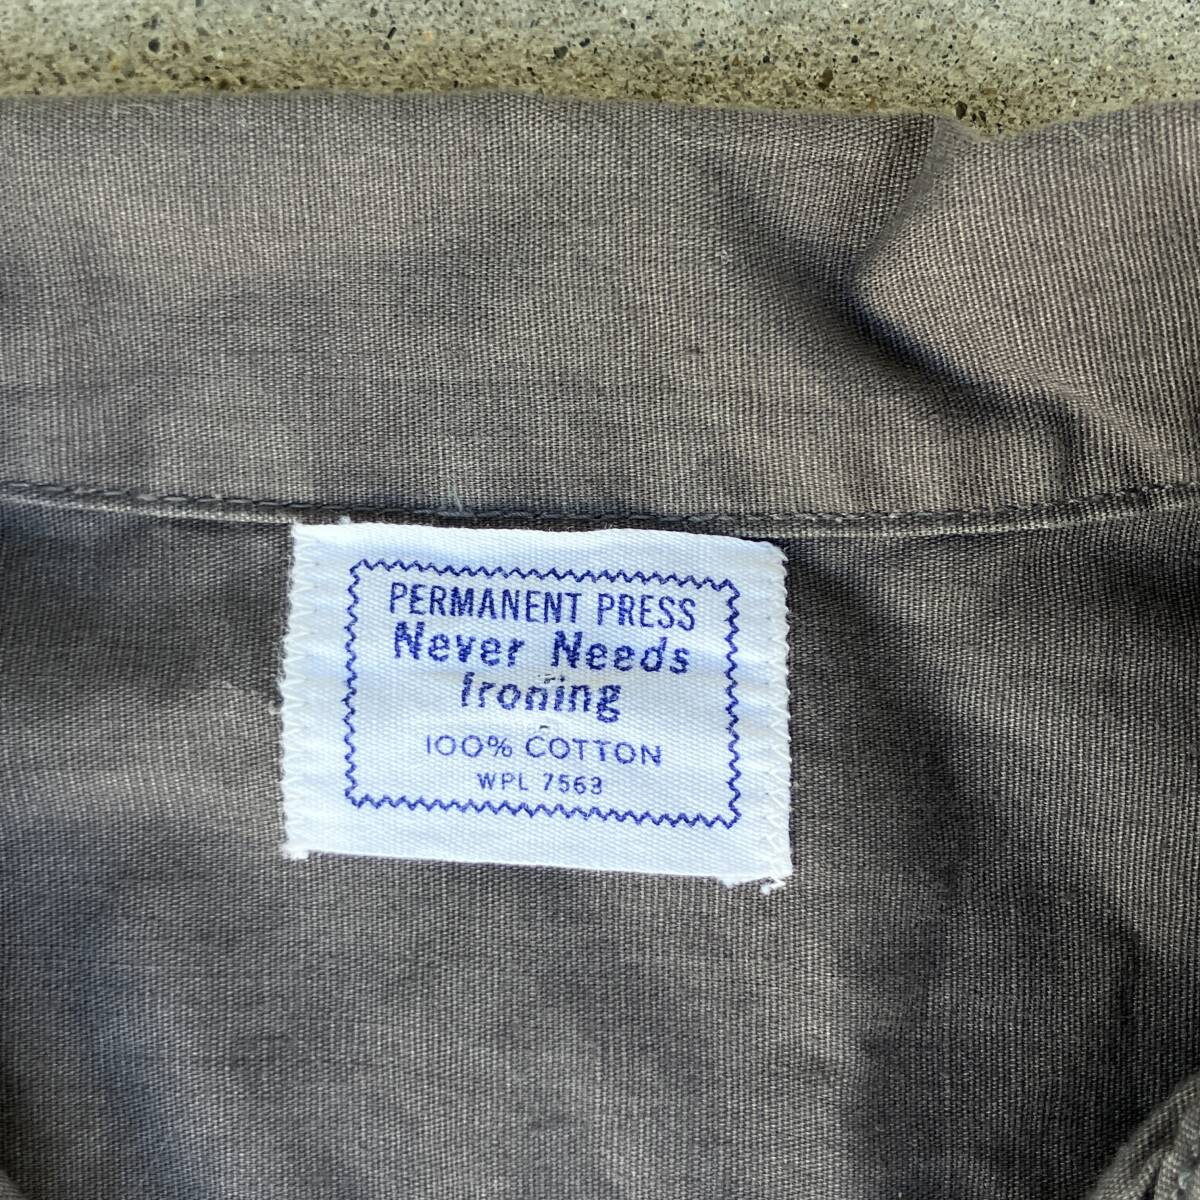 PERMANENT PRESS
Never Needs
Ironing
100% COTTON
WPL 7563